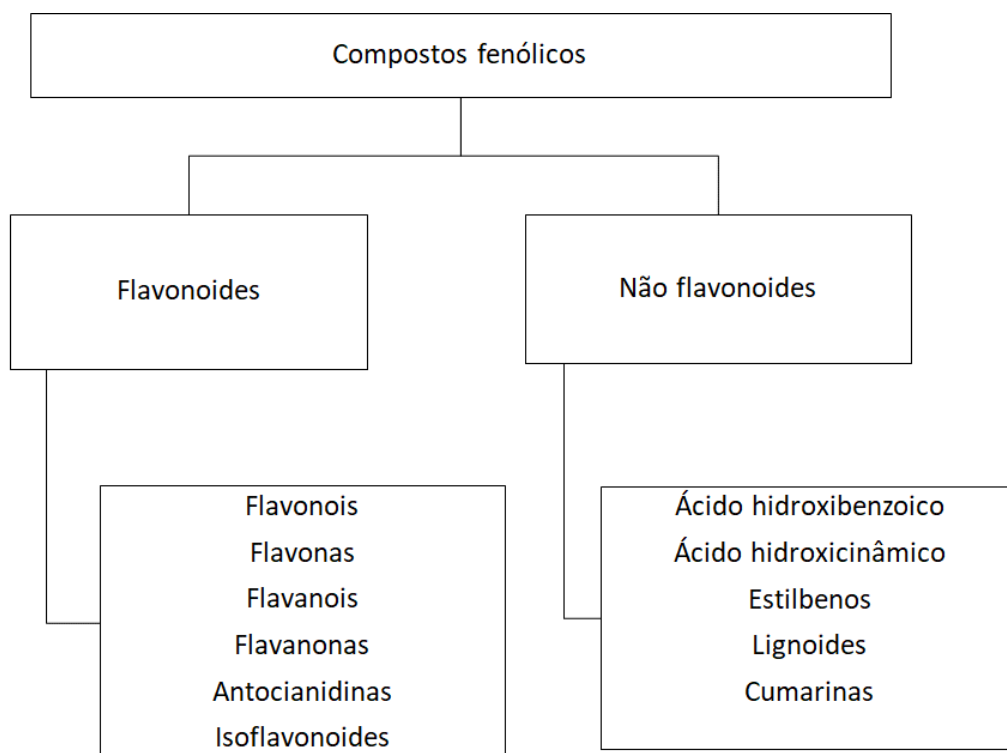 Compostos fenólicos
Flavonoides
Não flavonoides
Flavonois
Flavonas
Flavanois
Flavanonas
Antocianidinas
Isoflavonoides
Ácido hidroxibenzoico
Ácido hidroxicinâmico
Estilbenos
Lignoides
Cumarinas